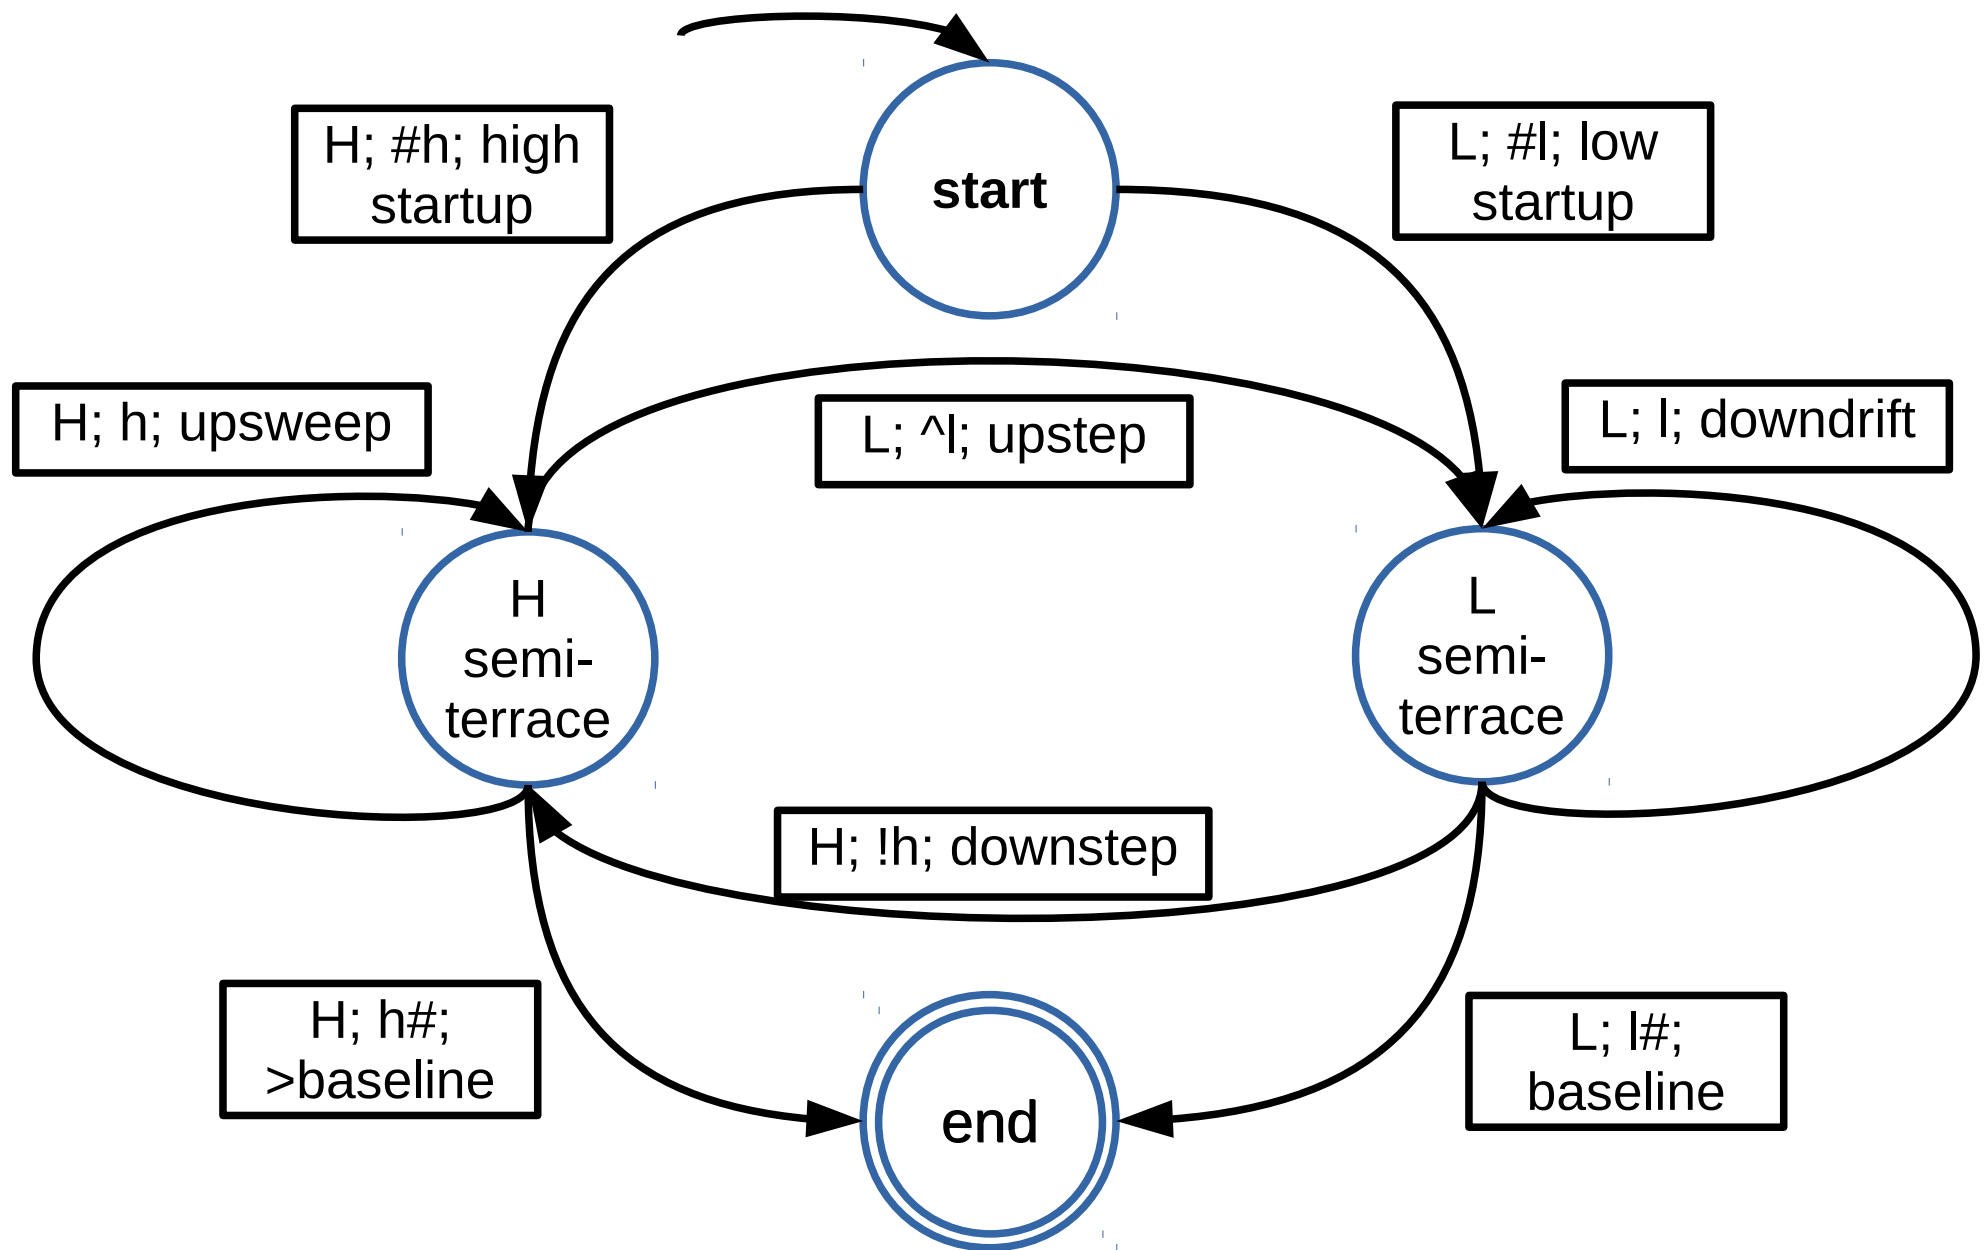 H; #h; high
startup
start
L; #l; low
startup
H; h; upsweep
L; ^l; upstep
L; l; downdrift
H
semi-
terrace
L
semi-
terrace
H; !h; downstep
H; h#;
>baseline
end
L; l#;
baseline